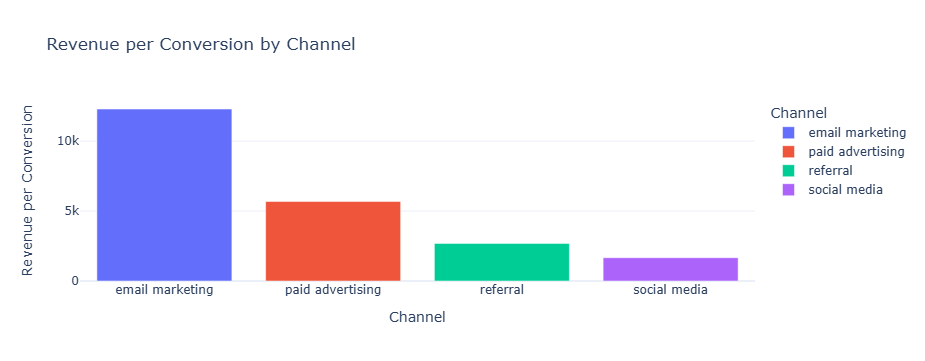 Revenue per Conversion by Channel
Revenue per Conversion
10k
5k
0
email marketing
paid advertising
referral
social media
Channel
Channel
email marketing
paid advertising
referral
social media